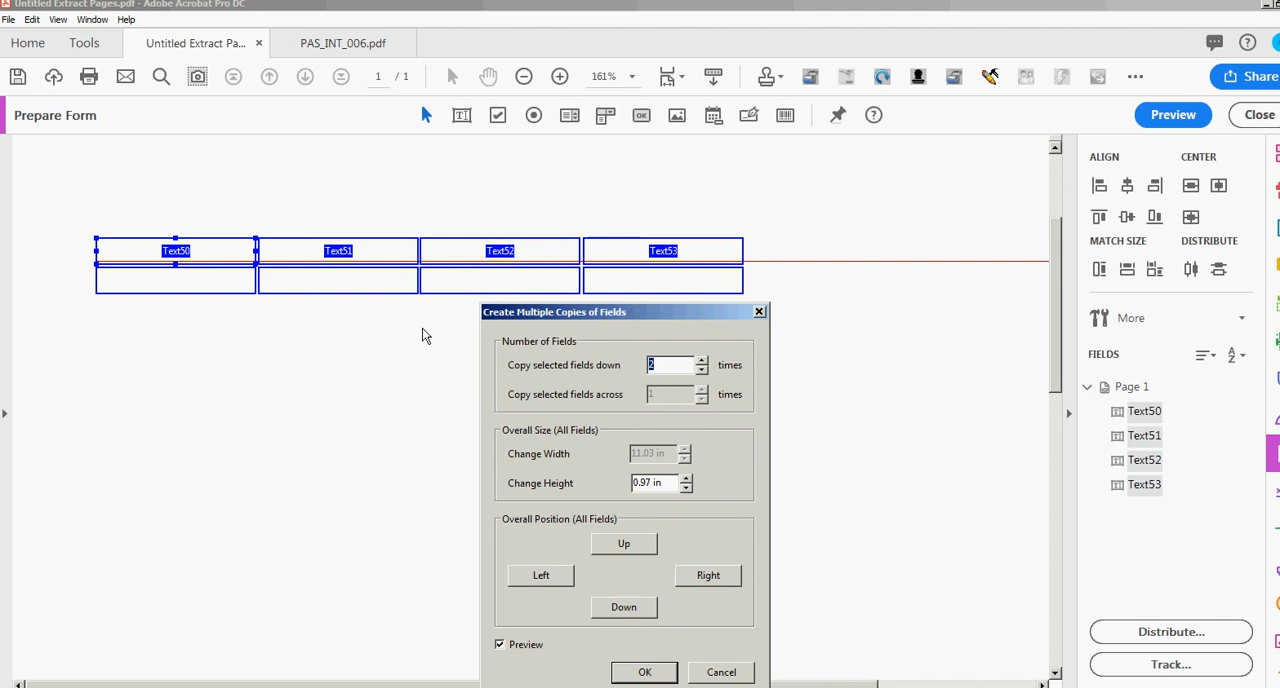 Untitled Extract Pages.pdf - Adobe Acrobat Pro DC
File Edit View Window Help
Home Tools Untitled Extract Pa... × PAS_INT_006.pdf
1 / 1 161% Share
Prepare Form Preview Close
ALIGN CENTER
MATCH SIZE DISTRIBUTE
More
FIELDS
Page 1
Text50
Text51
Text52
Text53
Distribute...
Track...
Text50 Text51 Text52 Text53
Create Multiple Copies of Fields
Number of Fields
Copy selected fields down 2 times
Copy selected fields across 1 times
Overall Size (All Fields)
Change Width 11.03 in
Change Height 0.97 in
Overall Position (All Fields)
Up
Left Right
Down
Preview
OK Cancel